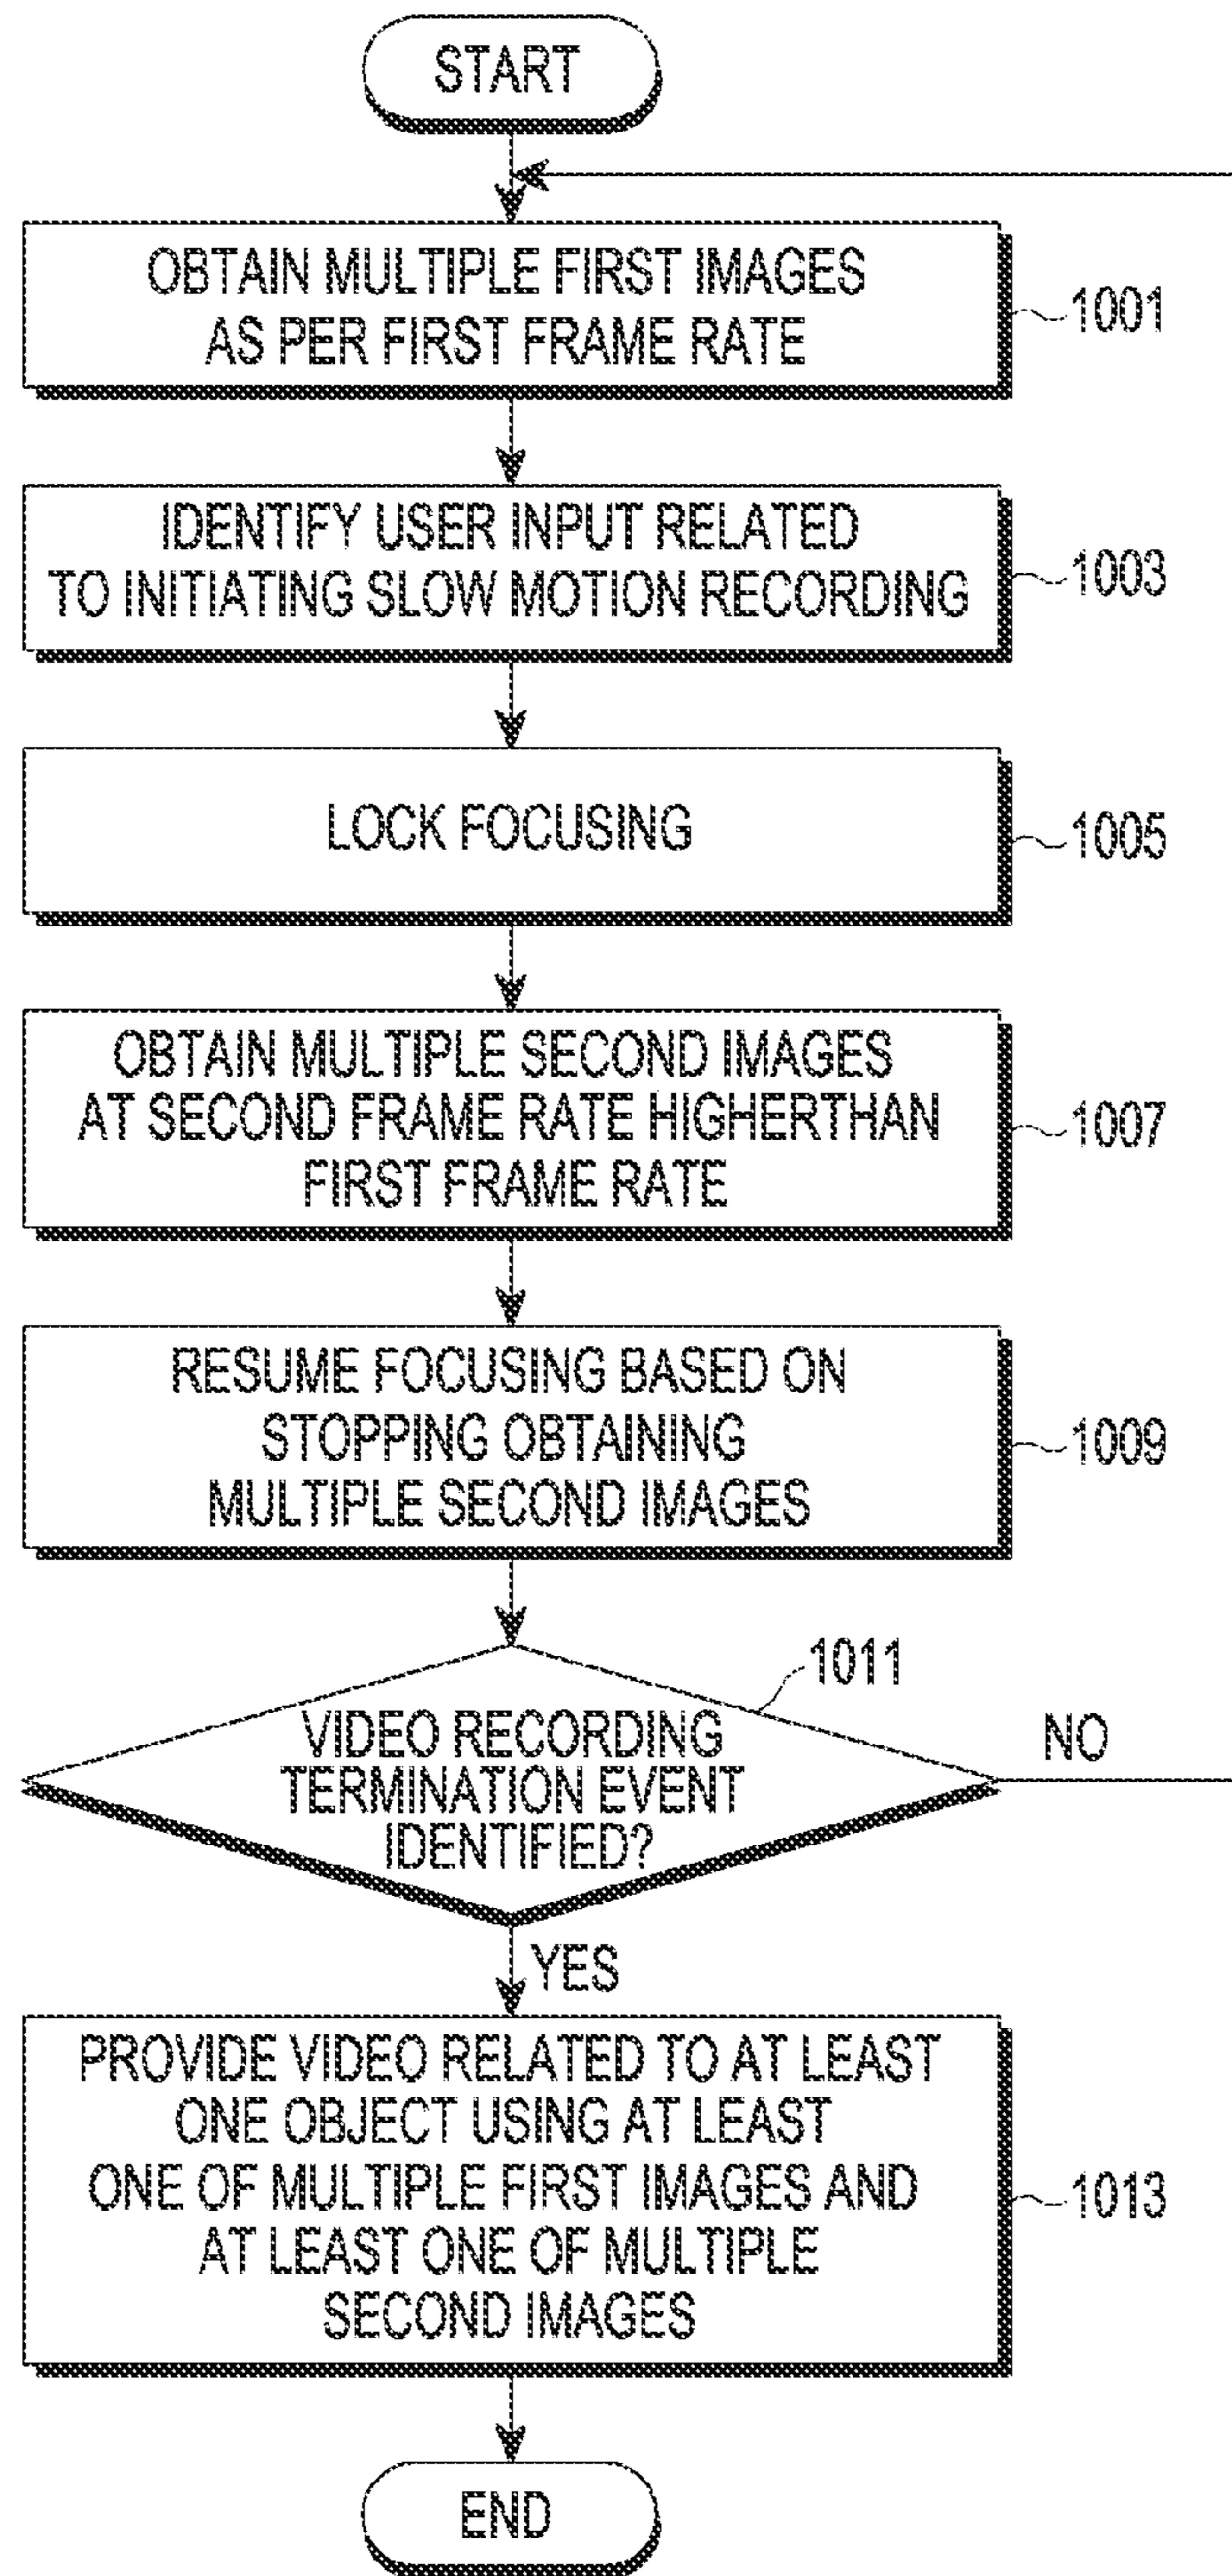 START
OBTAIN MULTIPLE FIRST IMAGES
AS PER FIRST FRAME RATE
1001
IDENTIFY USER INPUT RELATED
TO INITIATING SLOW MOTION RECORDING
1003
LOCK FOCUSING
1005
OBTAIN MULTIPLE SECOND IMAGES
AT SECOND FRAME RATE HIGHERTHAN
FIRST FRAME RATE
1007
RESUME FOCUSING BASED ON
STOPPING OBTAINING
MULTIPLE SECOND IMAGES
1009
1011
VIDEO RECORDING
TERMINATION EVENT
IDENTIFIED?
NO
YES
PROVIDE VIDEO RELATED TO AT LEAST
ONE OBJECT USING AT LEAST
ONE OF MULTIPLE FIRST IMAGES AND
AT LEAST ONE OF MULTIPLE
SECOND IMAGES
1013
END